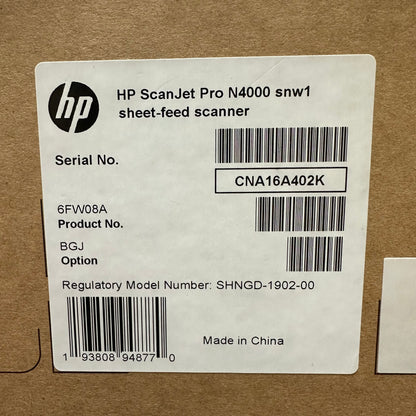 hp
HP ScanJet Pro N4000 snw1
sheet-feed scanner
Serial No.
CNA16A402K
6FW08A
Product No.
BGJ
Option
Regulatory Model Number: SHNGD-1902-00
Made in China
1 93808 94877 0